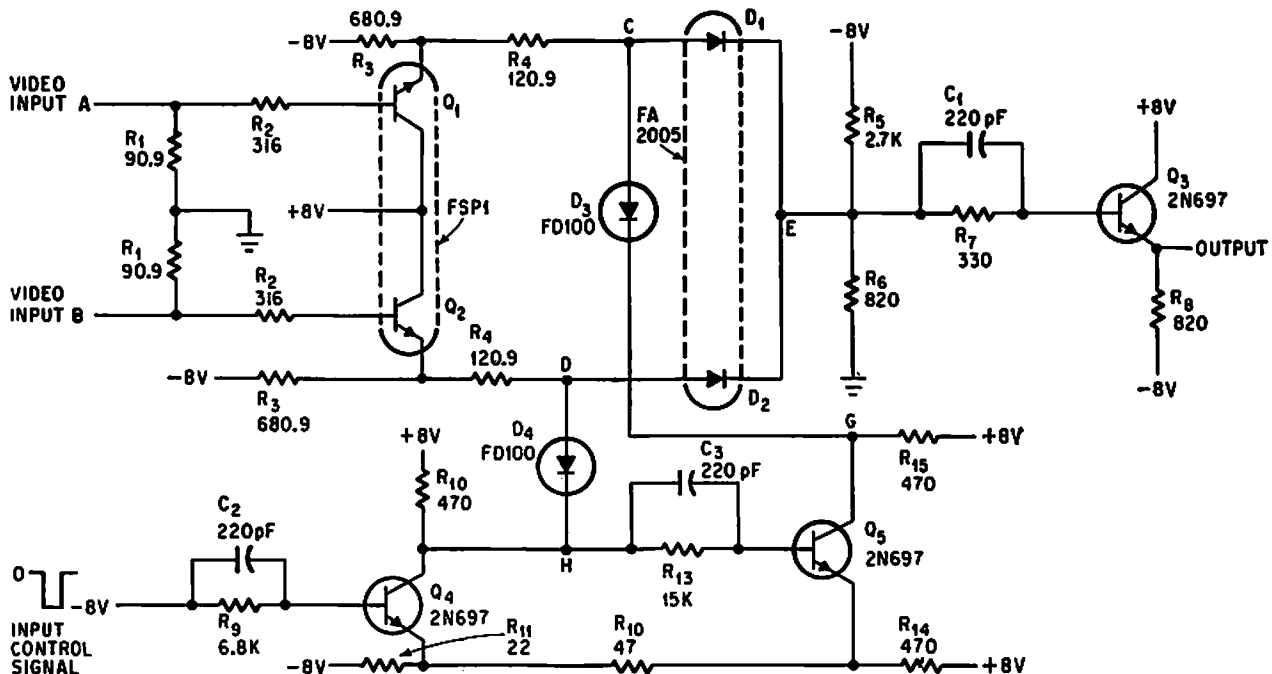 -8V
680.9
R3
R4
120.9
C
D1
VIDEO
INPUT A
R2
316
Q1
R1
90.9
+8V
FSP1
R1
90.9
VIDEO
INPUT B
R2
316
Q2
-8V
R3
680.9
R4
120.9
D
D3
FD100
FA
2005
D2
E
-8V
R5
2.7K
R6
820
C1
220 pF
R7
330
+8V
Q3
2N697
OUTPUT
R8
820
-8V
D4
FD100
+8V
R10
470
C3
220 pF
G
R15
470
+8V
C2
220pF
0
-8V
INPUT
CONTROL
SIGNAL
R9
6.8K
Q4
2N697
H
R13
15K
Q5
2N697
-8V
R11
22
R10
47
R14
470
+8V